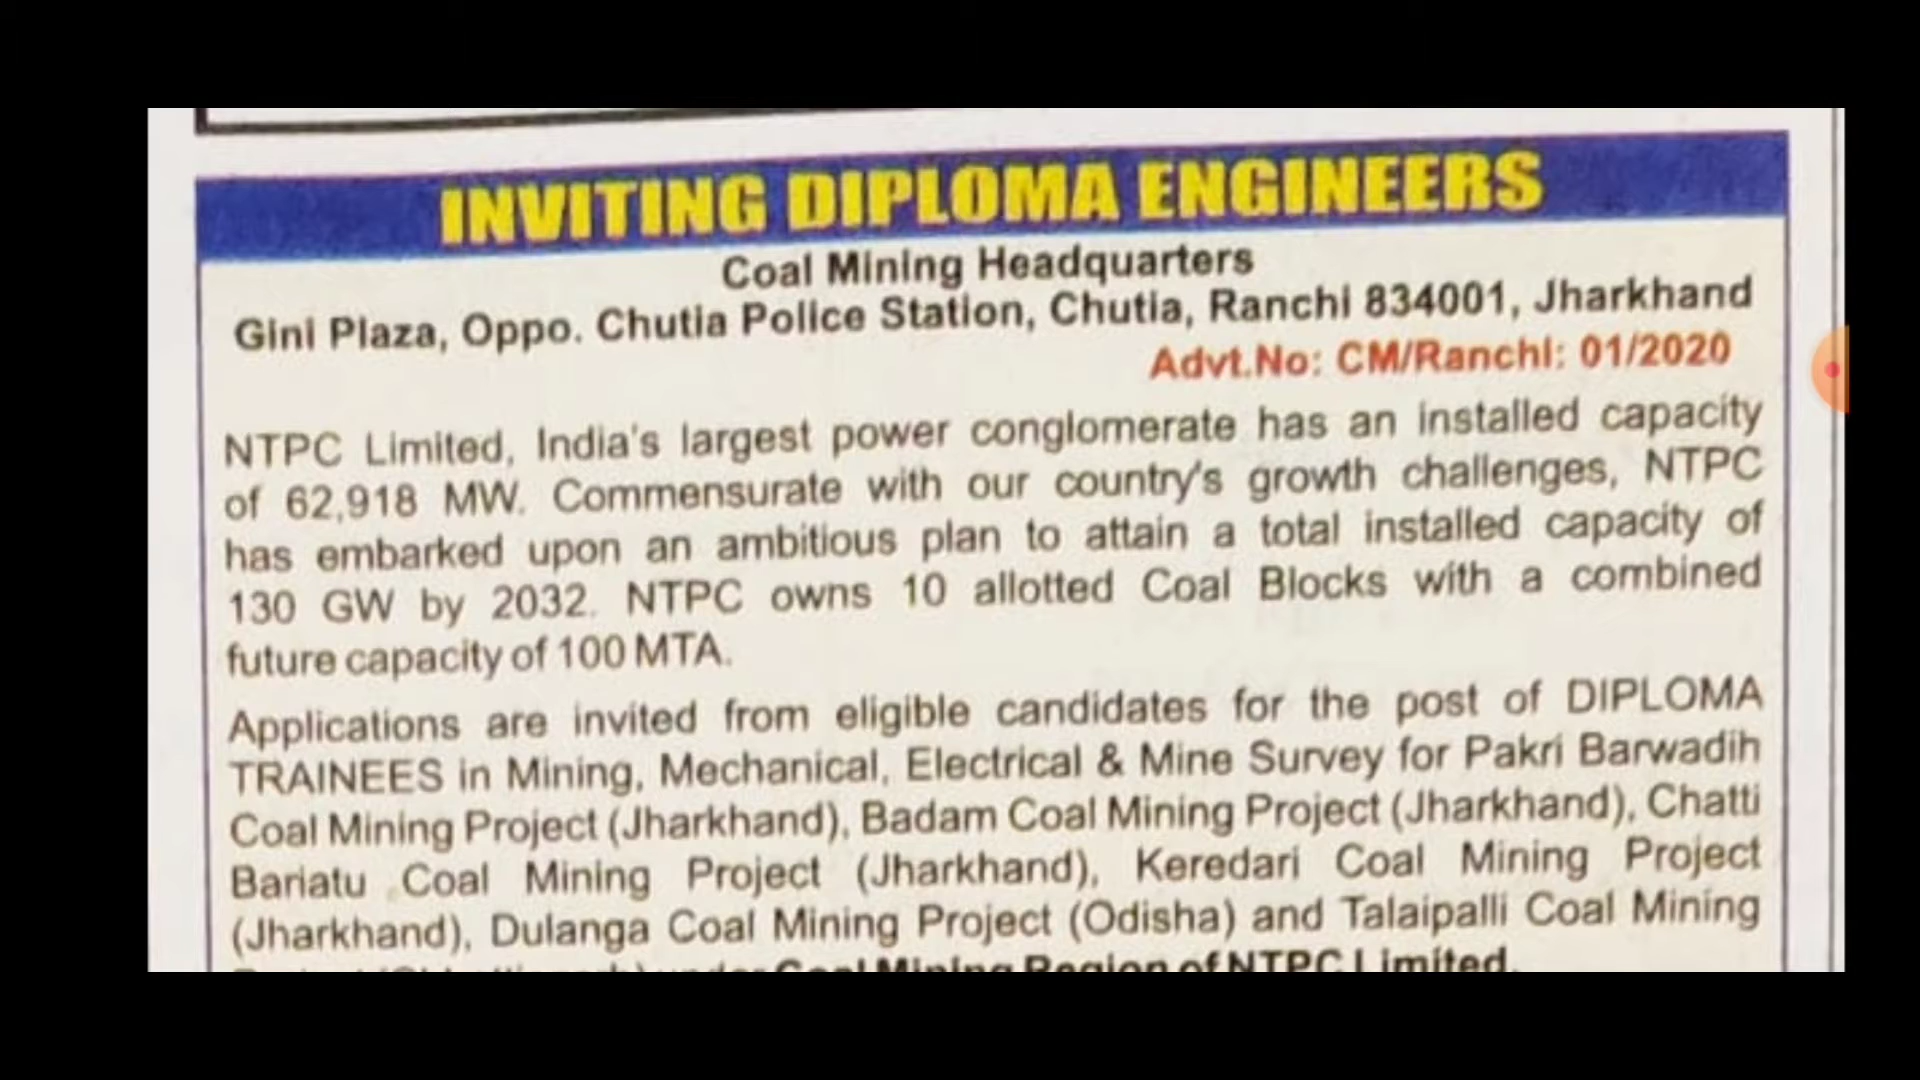 INVITING DIPLOMA ENGINEERS
Coal Mining Headquarters
Gini Plaza, Oppo. Chutia Police Station, Chutia, Ranchi 834001, Jharkhand
Advt.No: CM/Ranchi: 01/2020
NTPC Limited, India's largest power conglomerate has an installed capacity
of 62,918 MW. Commensurate with our country's growth challenges, NTPC
has embarked upon an ambitious plan to attain a total installed capacity of
130 GW by 2032. NTPC owns 10 allotted Coal Blocks with a combined
future capacity of 100 MTA.
Applications are invited from eligible candidates for the post of DIPLOMA
TRAINEES in Mining, Mechanical, Electrical & Mine Survey for Pakri Barwadih
Coal Mining Project (Jharkhand), Badam Coal Mining Project (Jharkhand), Chatti
Bariatu Coal Mining Project (Jharkhand), Keredari Coal Mining Project
(Jharkhand), Dulanga Coal Mining Project (Odisha) and Talaipalli Coal Mining
Coal Mining Region of NTPC Limited.